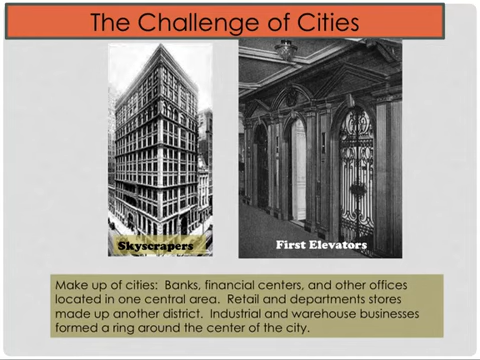 The Challenge of Cities
Skyscrapers
First Elevators
Make up of cities: Banks, financial centers, and other offices
located in one central area. Retail and departments stores
made up another district. Industrial and warehouse businesses
formed a ring around the center of the city.